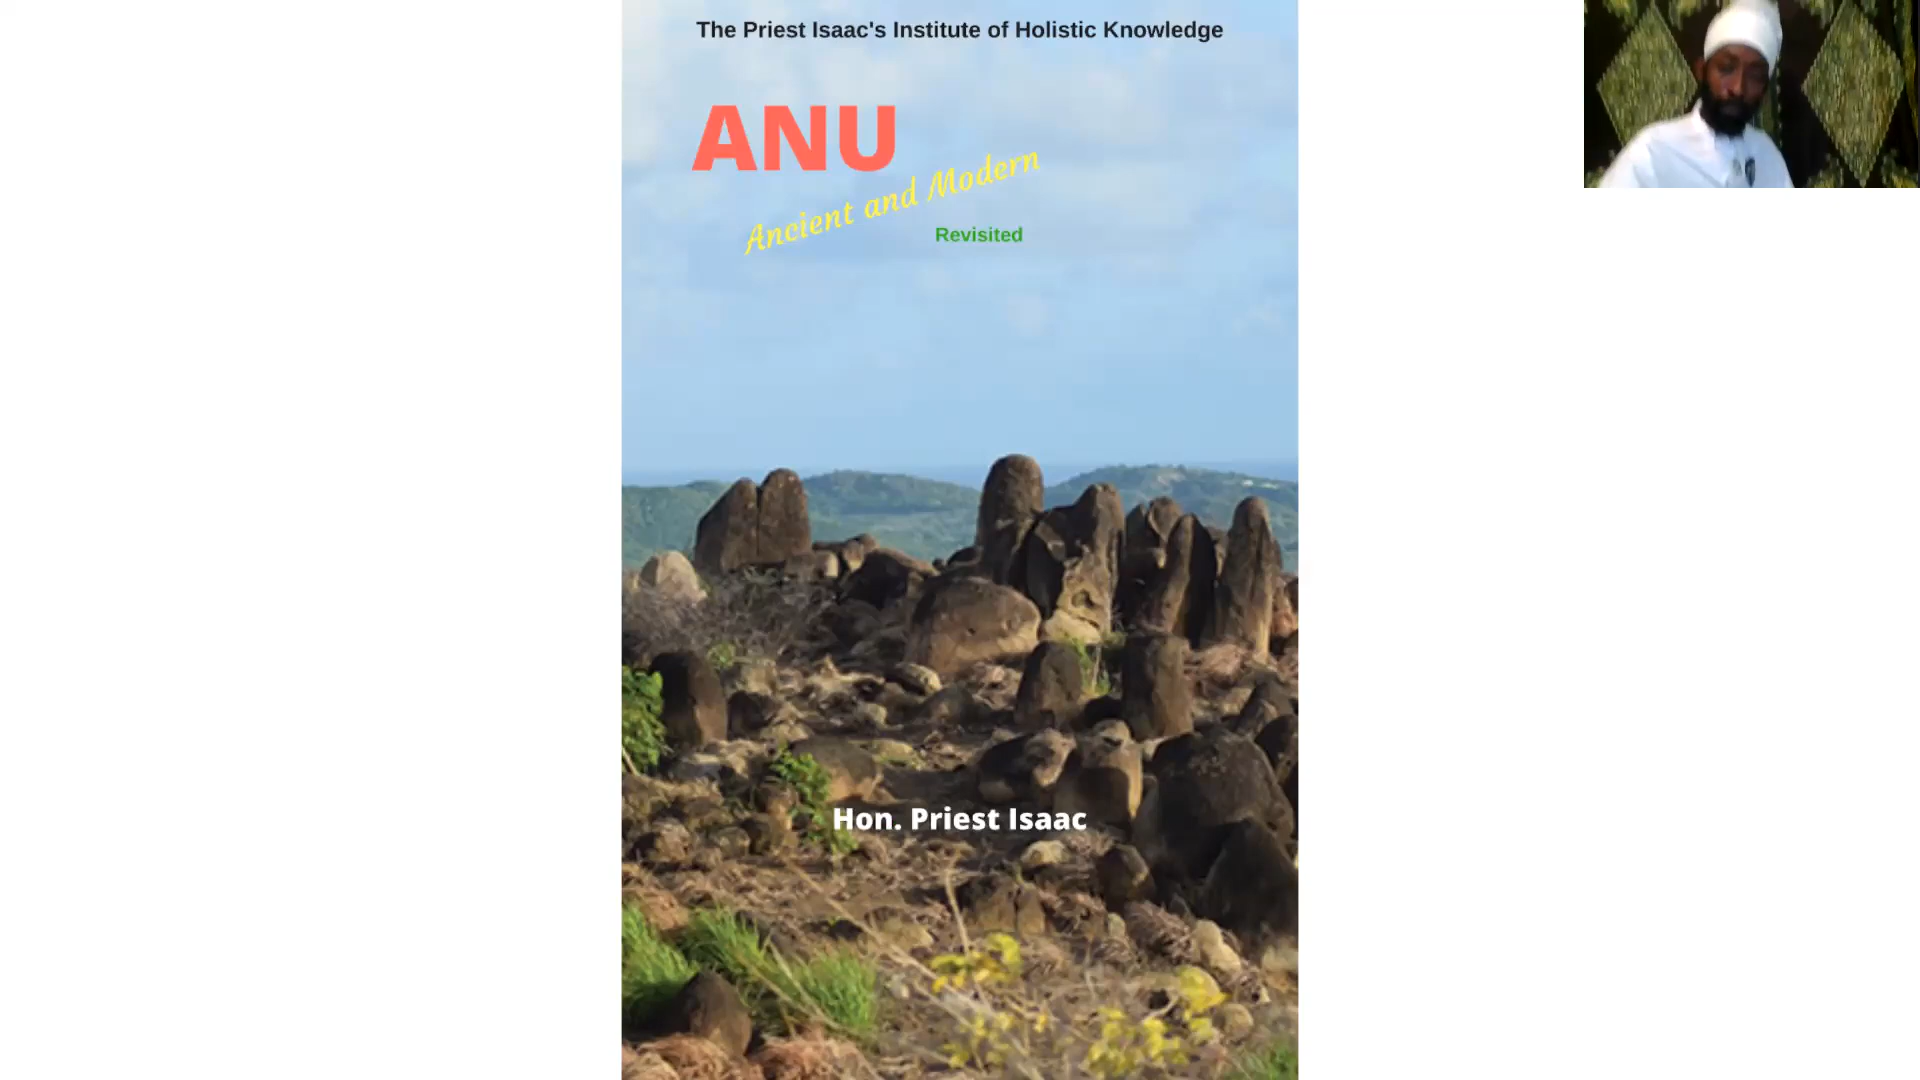 The Priest Isaac's Institute of Holistic Knowledge
ANU
Ancient and Modern
Revisited
Hon. Priest Isaac